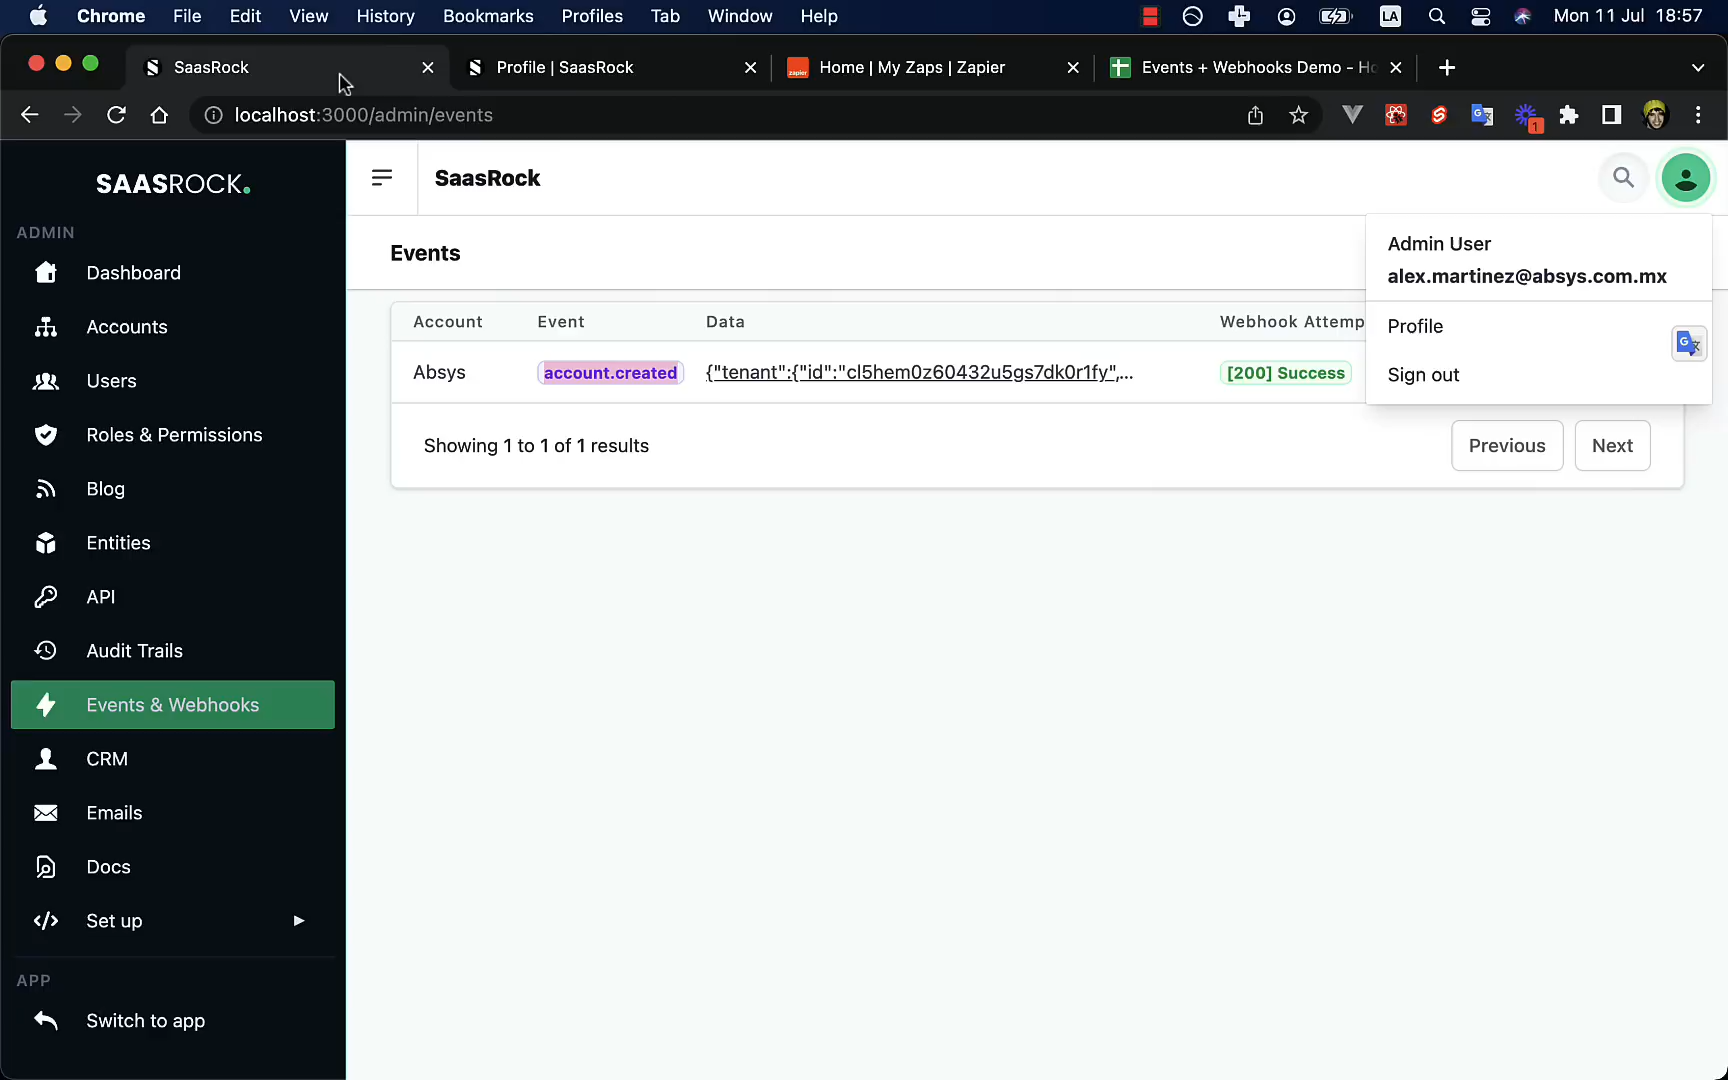 Chrome File Edit View History Bookmarks Profiles Tab Window Help LA Mon 11 Jul 18:57
SaasRock Profile | SaasRock zapier Home | My Zaps | Zapier Events + Webhooks Demo - Ho
localhost:3000/admin/events 1
SAASROCK.
SaasRock
ADMIN
Dashboard
Accounts
Users
Roles & Permissions
Blog
Entities
API
Audit Trails
Events & Webhooks
CRM
Emails
Docs
Set up
APP
Switch to app
Events
Admin User
alex.martinez@absys.com.mx
Profile
Sign out
Account Event Data Webhook Attemp
Absys account.created {"tenant":{"id":"cl5hem0z60432u5gs7dk0r1fy",... [200] Success
Showing 1 to 1 of 1 results
Previous Next